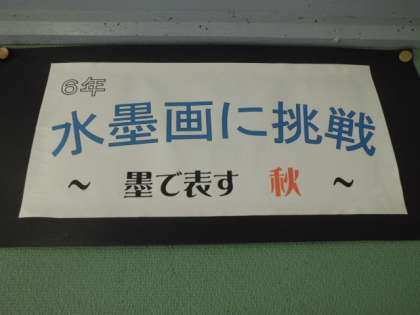 6年
水墨画に挑戦
～ 墨で表す 秋 ～